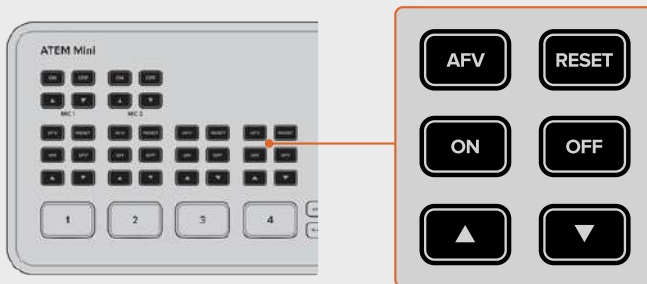 ATEM Mini
ON OFF ON OFF
MIC 1 MIC 2
AFV RESET AFV RESET AFV RESET AFV RESET
ON OFF ON OFF ON OFF ON OFF
1 2 3 4
AFV RESET
ON OFF